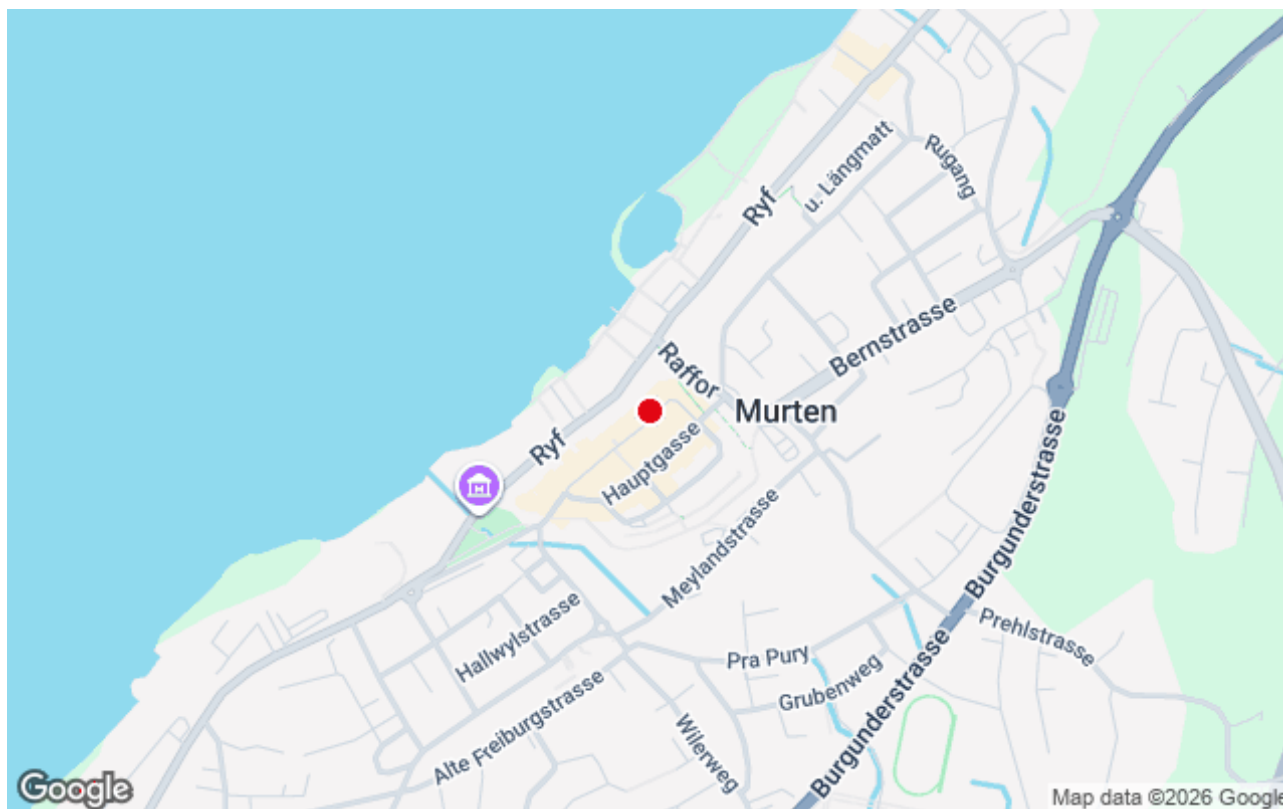 u. Längmatt
Rugang
Ryf
Bernstrasse
Raffor
Murten
Ryf
Hauptgasse
M
Burgunderstrasse
Meylandstrasse
Prehlstrasse
Hallwylstrasse
Pra Pury
Grubenweg
Burgunderstrasse
Alte Freiburgstrasse
Wilerweg
Google
Map data ©2026 Google